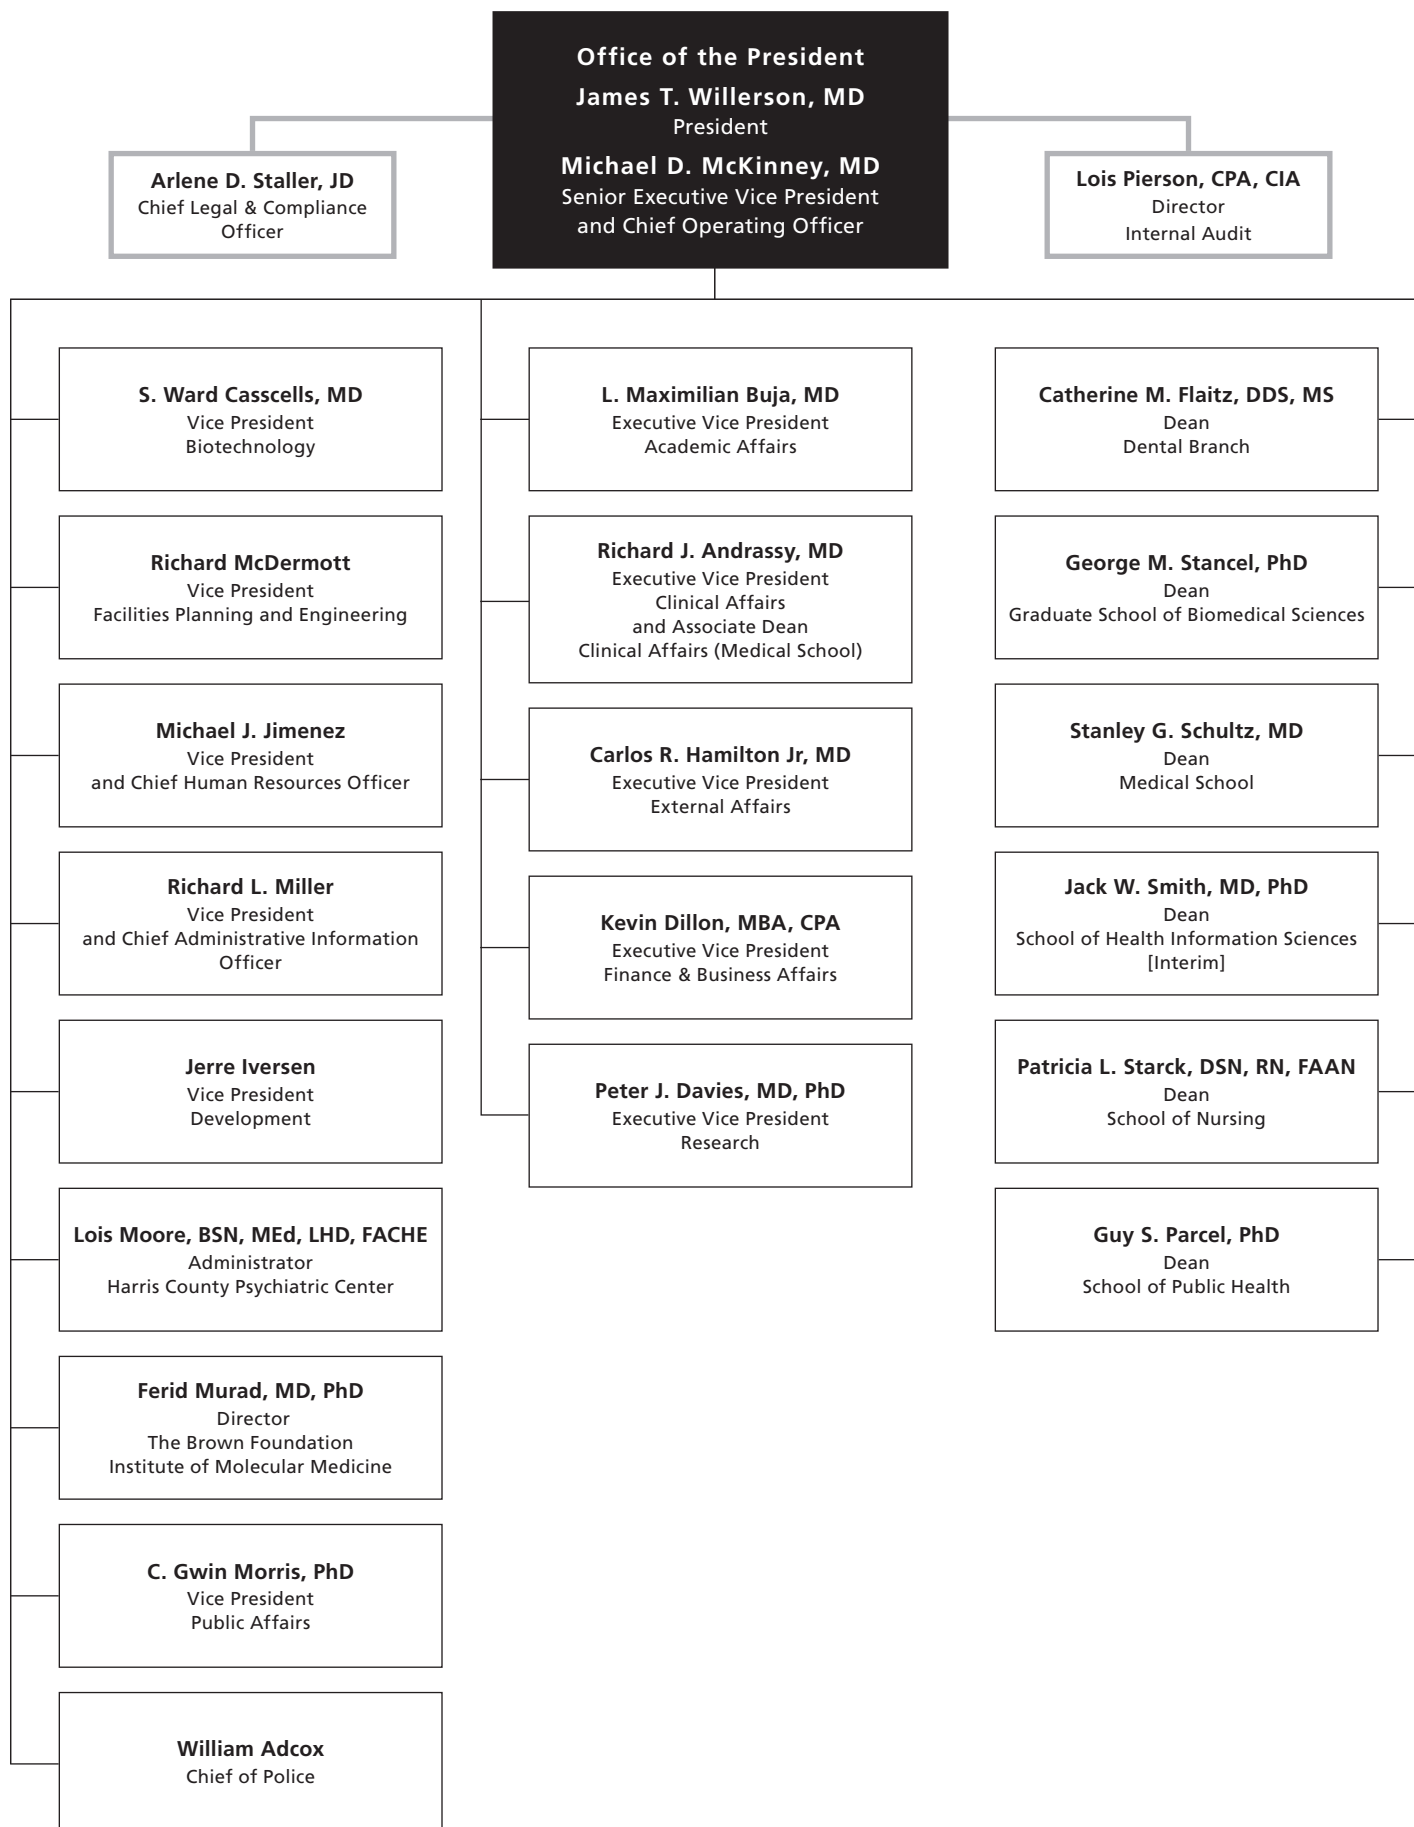 Office of the President
James T. Willerson, MD
President
Michael D. McKinney, MD
Senior Executive Vice President
and Chief Operating Officer
Arlene D. Staller, JD
Chief Legal & Compliance
Officer
Lois Pierson, CPA, CIA
Director
Internal Audit
S. Ward Casscells, MD
Vice President
Biotechnology
Richard McDermott
Vice President
Facilities Planning and Engineering
Michael J. Jimenez
Vice President
and Chief Human Resources Officer
Richard L. Miller
Vice President
and Chief Administrative Information
Officer
Jerre Iversen
Vice President
Development
Lois Moore, BSN, MEd, LHD, FACHE
Administrator
Harris County Psychiatric Center
Ferid Murad, MD, PhD
Director
The Brown Foundation
Institute of Molecular Medicine
C. Gwin Morris, PhD
Vice President
Public Affairs
William Adcox
Chief of Police
L. Maximilian Buja, MD
Executive Vice President
Academic Affairs
Richard J. Andrassy, MD
Executive Vice President
Clinical Affairs
and Associate Dean
Clinical Affairs (Medical School)
Carlos R. Hamilton Jr, MD
Executive Vice President
External Affairs
Kevin Dillon, MBA, CPA
Executive Vice President
Finance & Business Affairs
Peter J. Davies, MD, PhD
Executive Vice President
Research
Catherine M. Flaitz, DDS, MS
Dean
Dental Branch
George M. Stancel, PhD
Dean
Graduate School of Biomedical Sciences
Stanley G. Schultz, MD
Dean
Medical School
Jack W. Smith, MD, PhD
Dean
School of Health Information Sciences
[Interim]
Patricia L. Starck, DSN, RN, FAAN
Dean
School of Nursing
Guy S. Parcel, PhD
Dean
School of Public Health